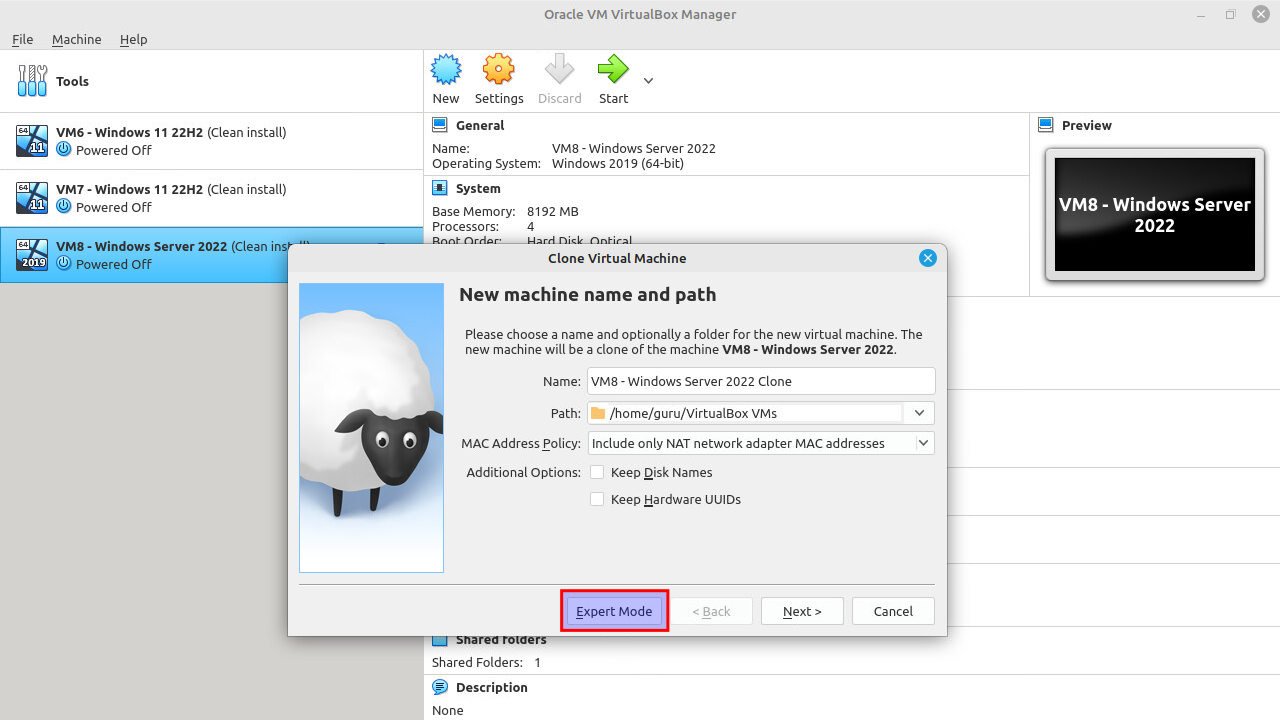 Oracle VM VirtualBox Manager
File Machine Help
Tools
New Settings Discard Start
64 11 VM6 - Windows 11 22H2 (Clean install)
Powered Off
64 11 VM7 - Windows 11 22H2 (Clean install)
Powered Off
64 2019 VM8 - Windows Server 2022 (Clean install)
Powered Off
General
Name: VM8 - Windows Server 2022
Operating System: Windows 2019 (64-bit)
System
Base Memory: 8192 MB
Processors: 4
Boot Order: Hard Disk, Optical
Preview
VM8 - Windows Server
2022
Clone Virtual Machine
New machine name and path
Please choose a name and optionally a folder for the new virtual machine. The
new machine will be a clone of the machine VM8 - Windows Server 2022.
Name: VM8 - Windows Server 2022 Clone
Path: /home/guru/VirtualBox VMs
MAC Address Policy: Include only NAT network adapter MAC addresses
Additional Options: Keep Disk Names
Keep Hardware UUIDs
Expert Mode < Back Next > Cancel
Shared folders
Shared Folders: 1
Description
None